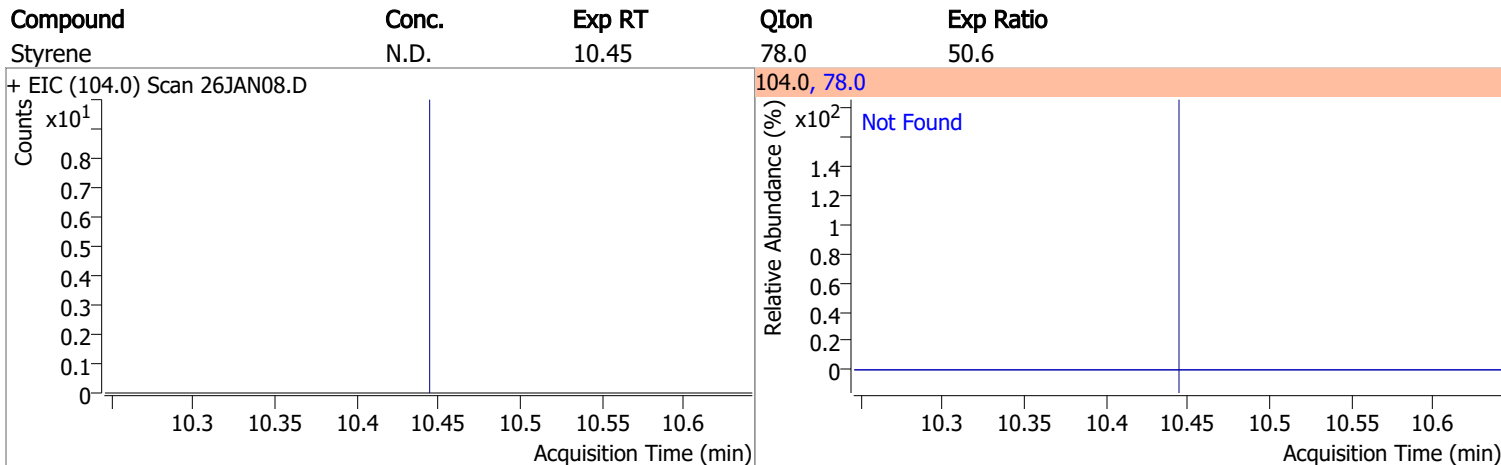 Compound Conc. Exp RT QIon Exp Ratio
Styrene N.D. 10.45 78.0 50.6
+ EIC (104.0) Scan 26JAN08.D
Counts
x10¹
0.8
0.7
0.6
0.5
0.4
0.3
0.2
0.1
0
10.3 10.35 10.4 10.45 10.5 10.55 10.6
Acquisition Time (min)
104.0, 78.0
Relative Abundance (%)
x10²
Not Found
1.4
1.2
1
0.8
0.6
0.4
0.2
0
10.3 10.35 10.4 10.45 10.5 10.55 10.6
Acquisition Time (min)